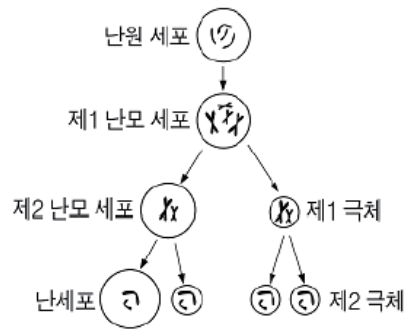 난원 세포
제1 난모 세포
제2 난모 세포
제1 극체
난세포
제2 극체